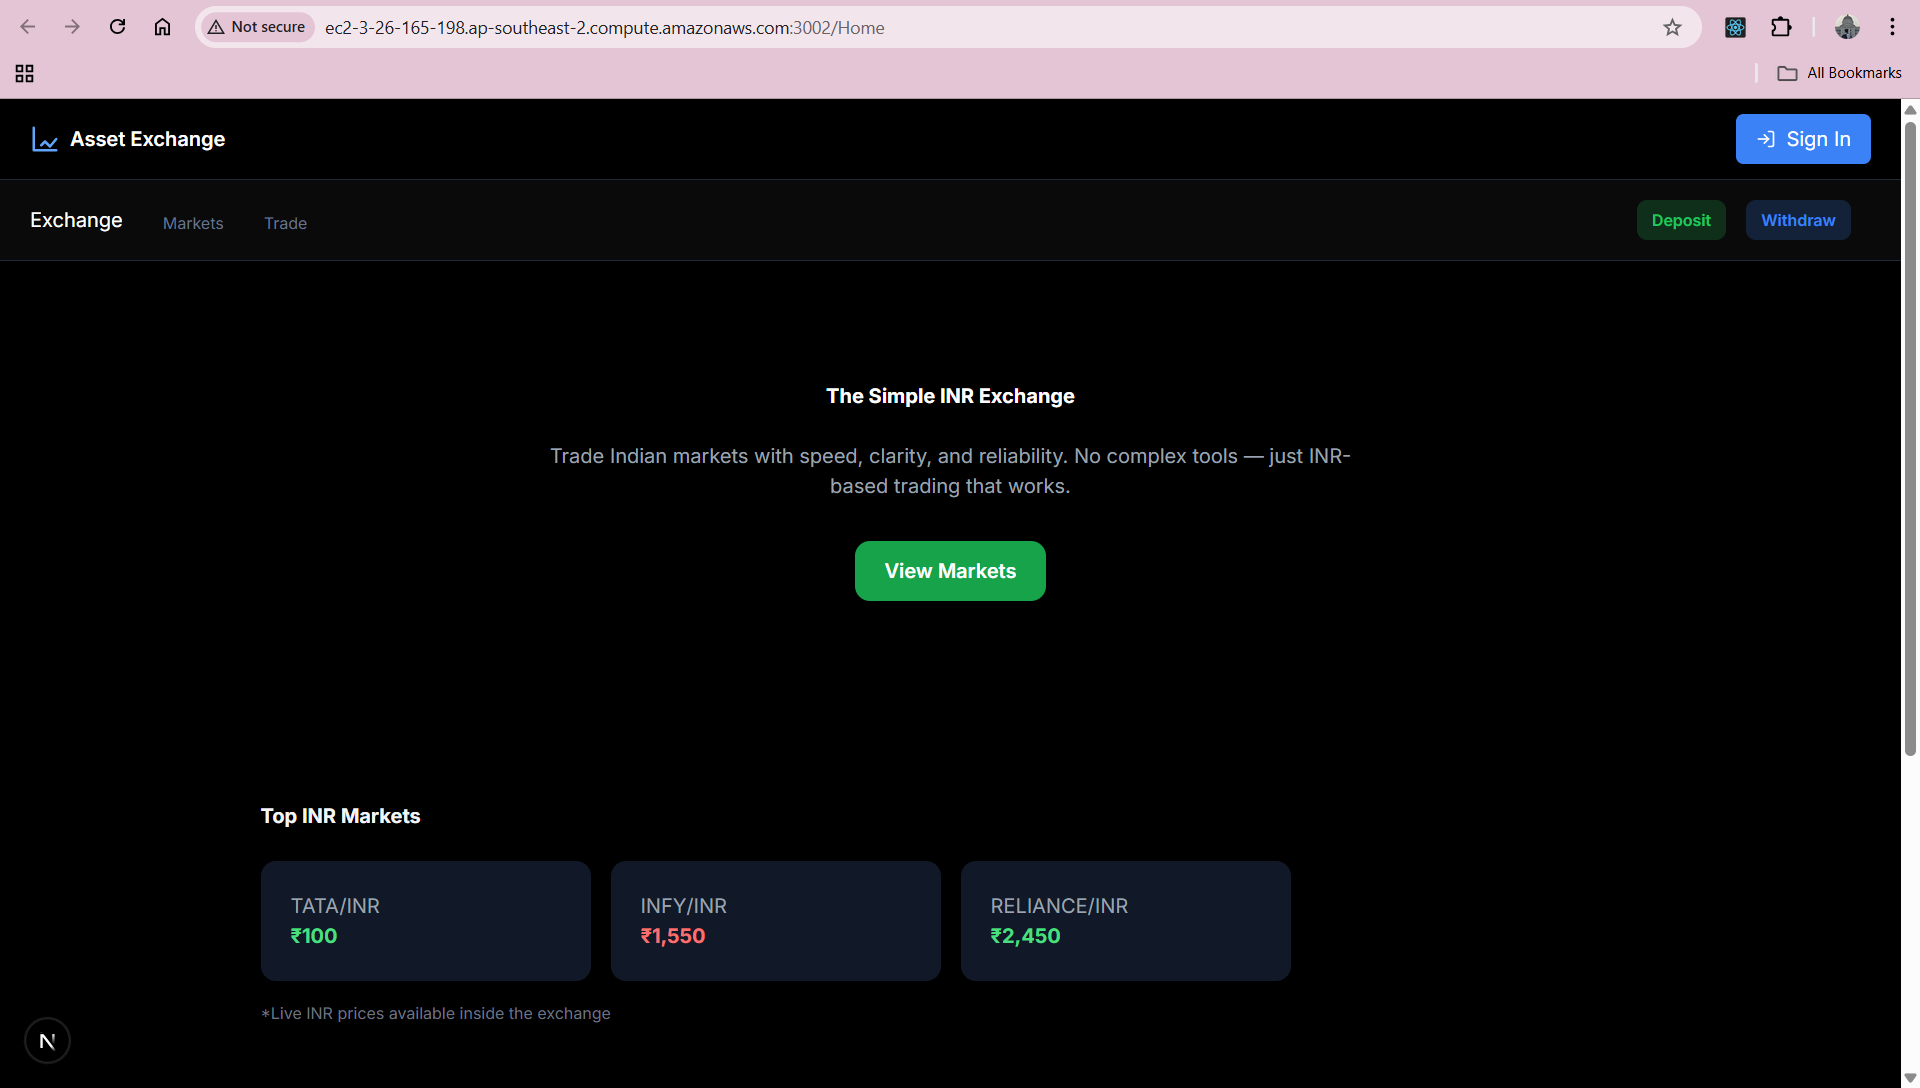 Not secure
ec2-3-26-165-198.ap-southeast-2.compute.amazonaws.com:3002/Home
All Bookmarks
Asset Exchange
Sign In
Exchange
Markets
Trade
Deposit
Withdraw
The Simple INR Exchange
Trade Indian markets with speed, clarity, and reliability. No complex tools — just INR-
based trading that works.
View Markets
Top INR Markets
TATA/INR
₹100
INFY/INR
₹1,550
RELIANCE/INR
₹2,450
*Live INR prices available inside the exchange
N